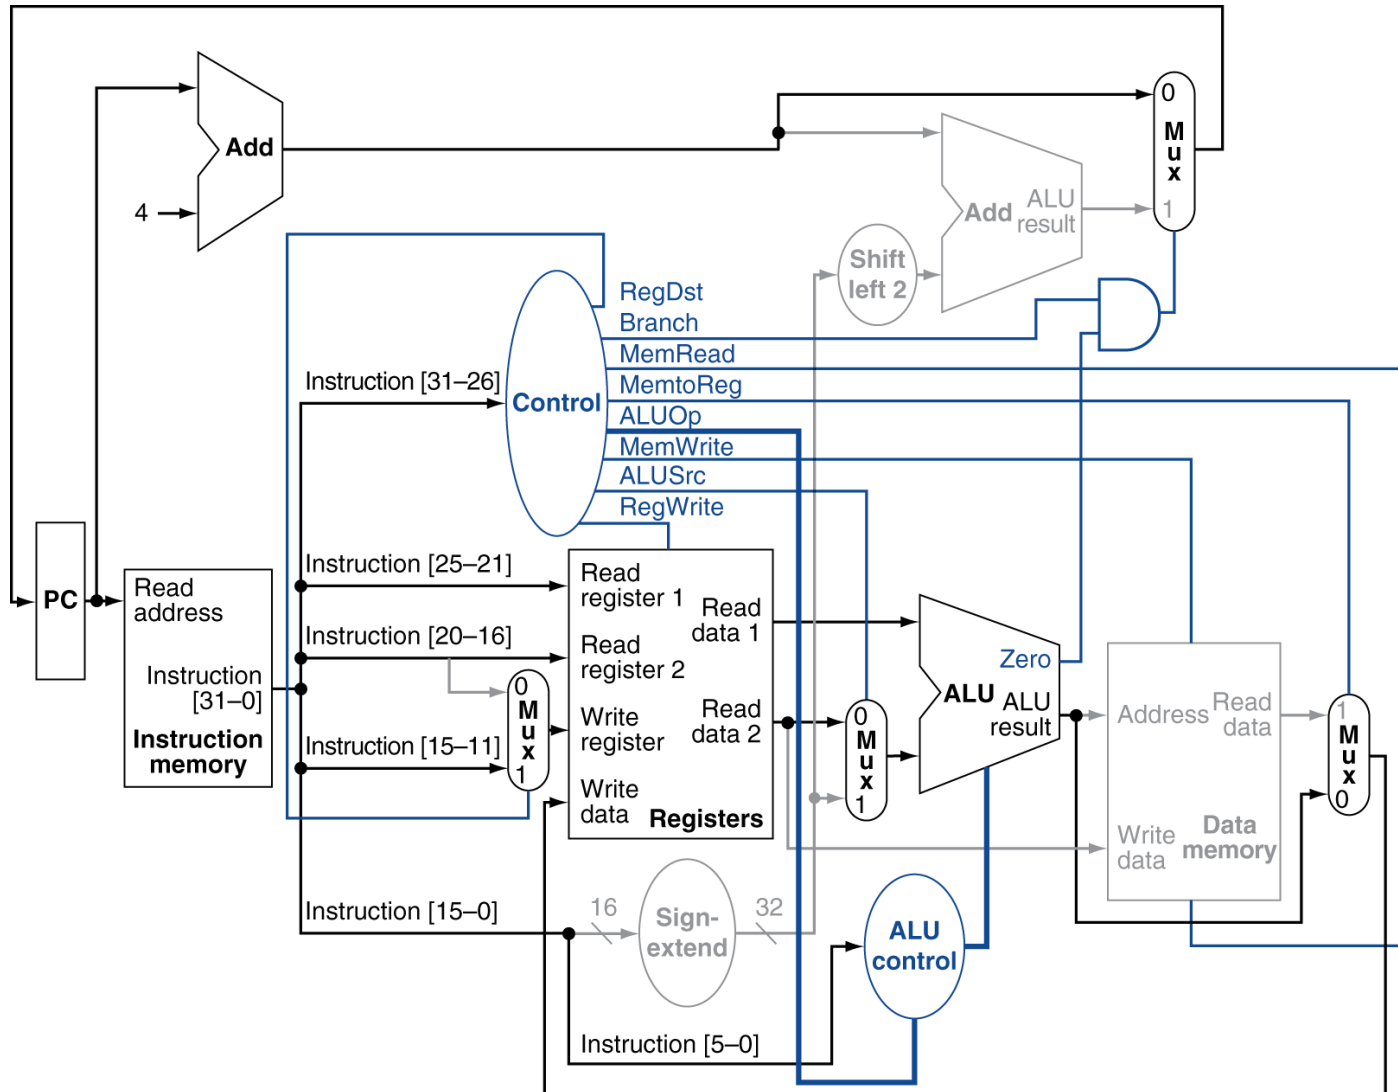 0
M
u
x
1
Add
4
Add
ALU
result
Shift
left 2
RegDst
Branch
MemRead
MemtoReg
ALUOp
MemWrite
ALUSrc
RegWrite
Instruction [31–26]
Control
PC
Read
address
Instruction
[31–0]
Instruction
memory
Instruction [25–21]
Instruction [20–16]
Instruction [15–11]
0
M
u
x
1
Read
register 1
Read
register 2
Write
register
Write
data
Read
data 1
Read
data 2
Registers
0
M
u
x
1
Zero
ALU
ALU
result
Address
Read
data
Write
data
Data
memory
1
M
u
x
0
Instruction [15–0]
16
Sign-
extend
32
ALU
control
Instruction [5–0]